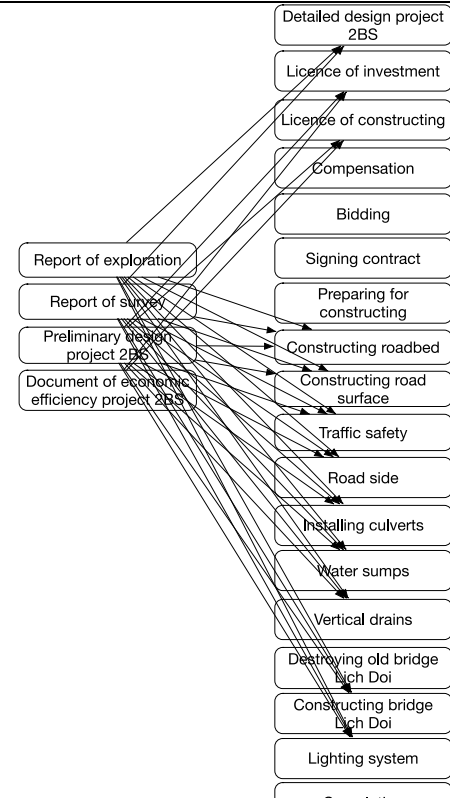 Detailed design project
2BS
Licence of investment
Licence of constructing
Compensation
Bidding
Signing contract
Preparing for
constructing
Constructing roadbed
Constructing road
surface
Traffic safety
Road side
Installing culverts
Water sumps
Vertical drains
Destroying old bridge
Lich Doi
Constructing bridge
Lich Doi
Lighting system
Report of exploration
Report of survey
Preliminary design
project 2BS
Document of economic
efficiency project 2BS